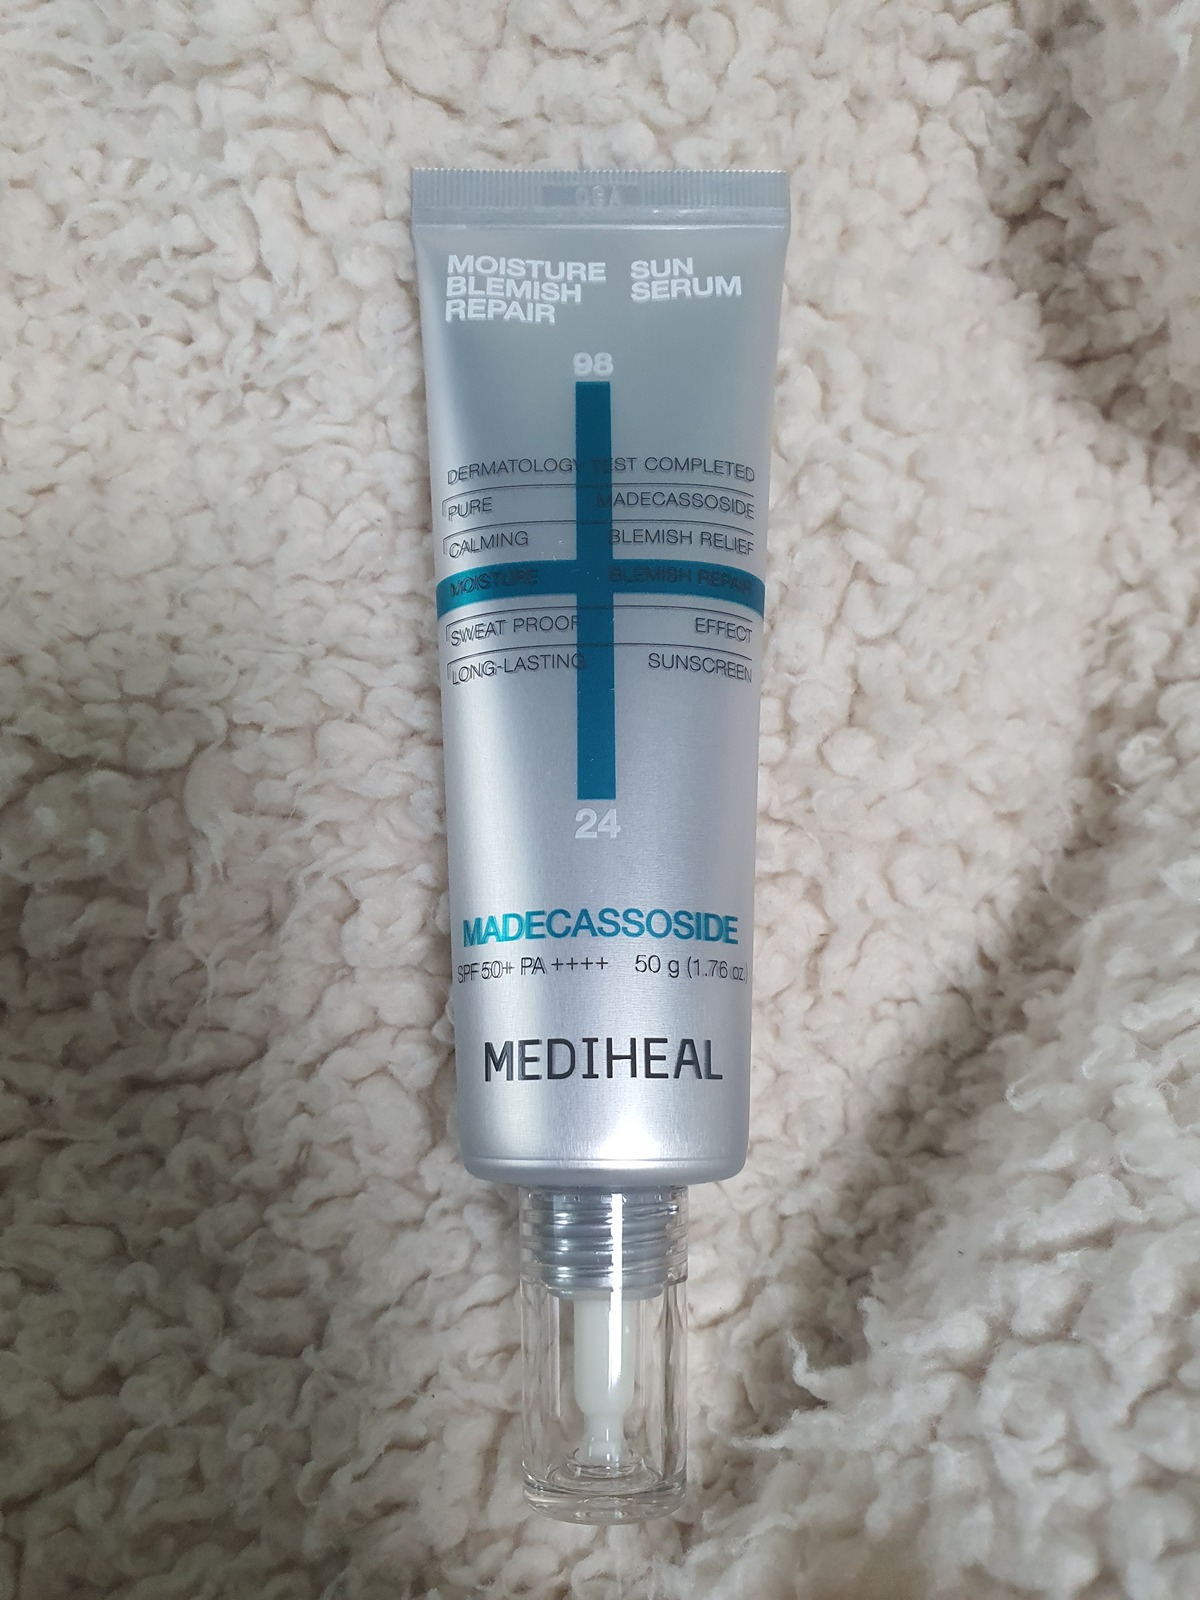 MOISTURE SUN
BLEMISH SERUM
REPAIR
98
DERMATOLOGY TEST COMPLETED
PURE MADECASSOSIDE
CALMING BLEMISH RELIEF
MOISTURE BLEMISH REPAIR
SWEAT PROOF EFFECT
LONG-LASTING SUNSCREEN
24
MADECASSOSIDE
SPF 50+ PA ++++ 50 g (1.76 oz.)
MEDIHEAL